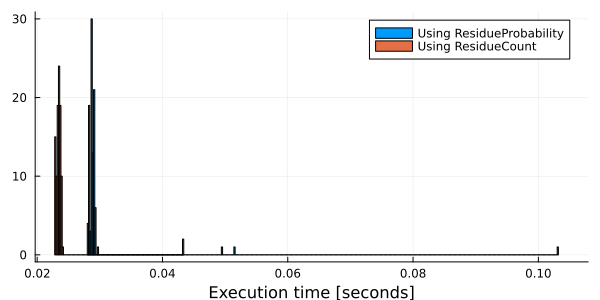 30
20
10
0
Using ResidueProbability
Using ResidueCount
0.02 0.04 0.06 0.08 0.10
Execution time [seconds]